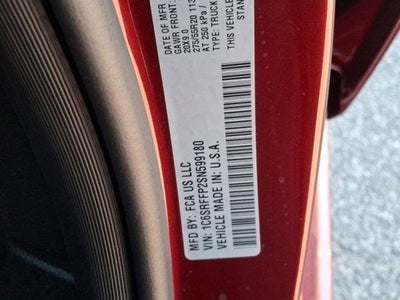 DATE OF MFR
GAWR FRONT:
20X9.0
275/55R20 113
AT 250 kPa /
THIS VEHICLE
STAN
TYPE: TRUCK
MFD BY: FCA US LLC
VIN: 1C6SRFFP2SN599180
VEHICLE MADE IN: U.S.A.